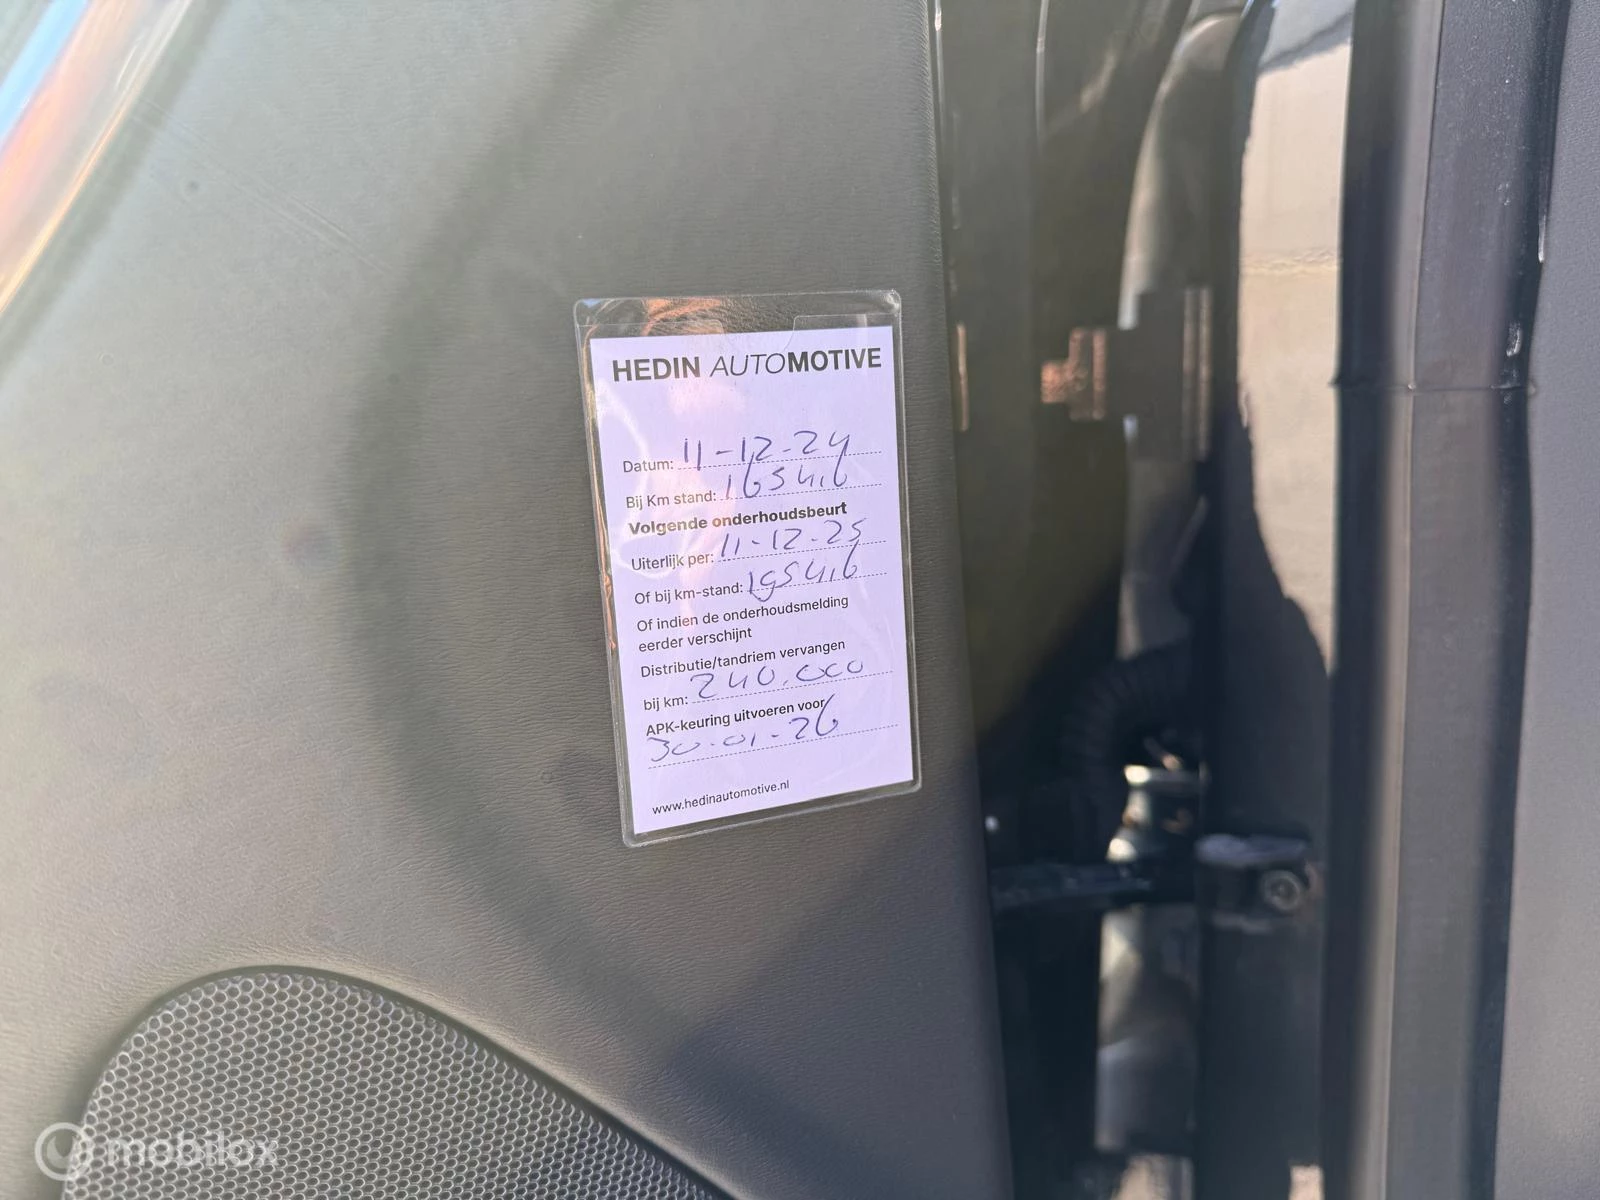 HEDIN AUTOMOTIVE
Datum: 11-12-24
Bij Km stand: 165416
Volgende onderhoudsbeurt
Uiterlijk per: 11-12-25
Of bij km-stand: 195416
Of indien de onderhoudsmelding
eerder verschijnt
Distributie/tandriem vervangen
bij km: 240.000
APK-keuring uitvoeren voor
30-01-26
www.hedinautomotive.nl
mobilox